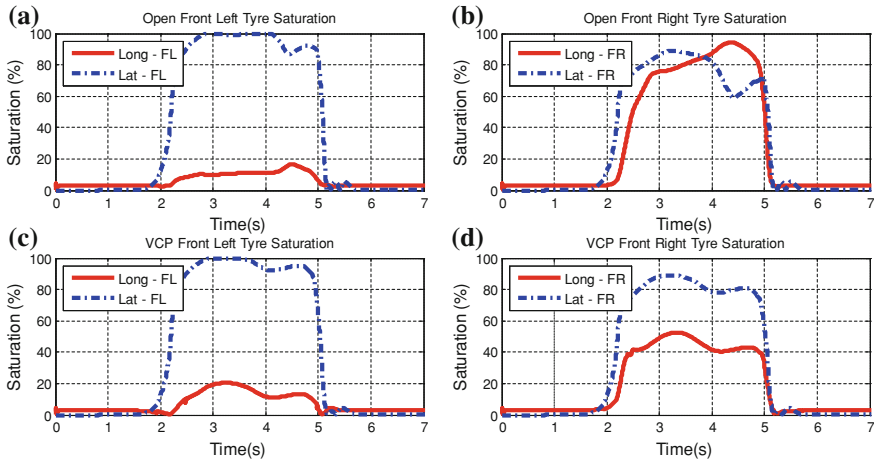 (a)
Open Front Left Tyre Saturation
Saturation (%)
100
80
60
40
20
0
Long - FL
Lat - FL
0 1 2 3 4 5 6 7
Time(s)
(b)
Open Front Right Tyre Saturation
Saturation (%)
100
80
60
40
20
0
Long - FR
Lat - FR
0 1 2 3 4 5 6 7
Time(s)
(c)
VCP Front Left Tyre Saturation
Saturation (%)
100
80
60
40
20
0
Long - FL
Lat - FL
0 1 2 3 4 5 6 7
Time(s)
(d)
VCP Front Right Tyre Saturation
Saturation (%)
100
80
60
40
20
0
Long - FR
Lat - FR
0 1 2 3 4 5 6 7
Time(s)